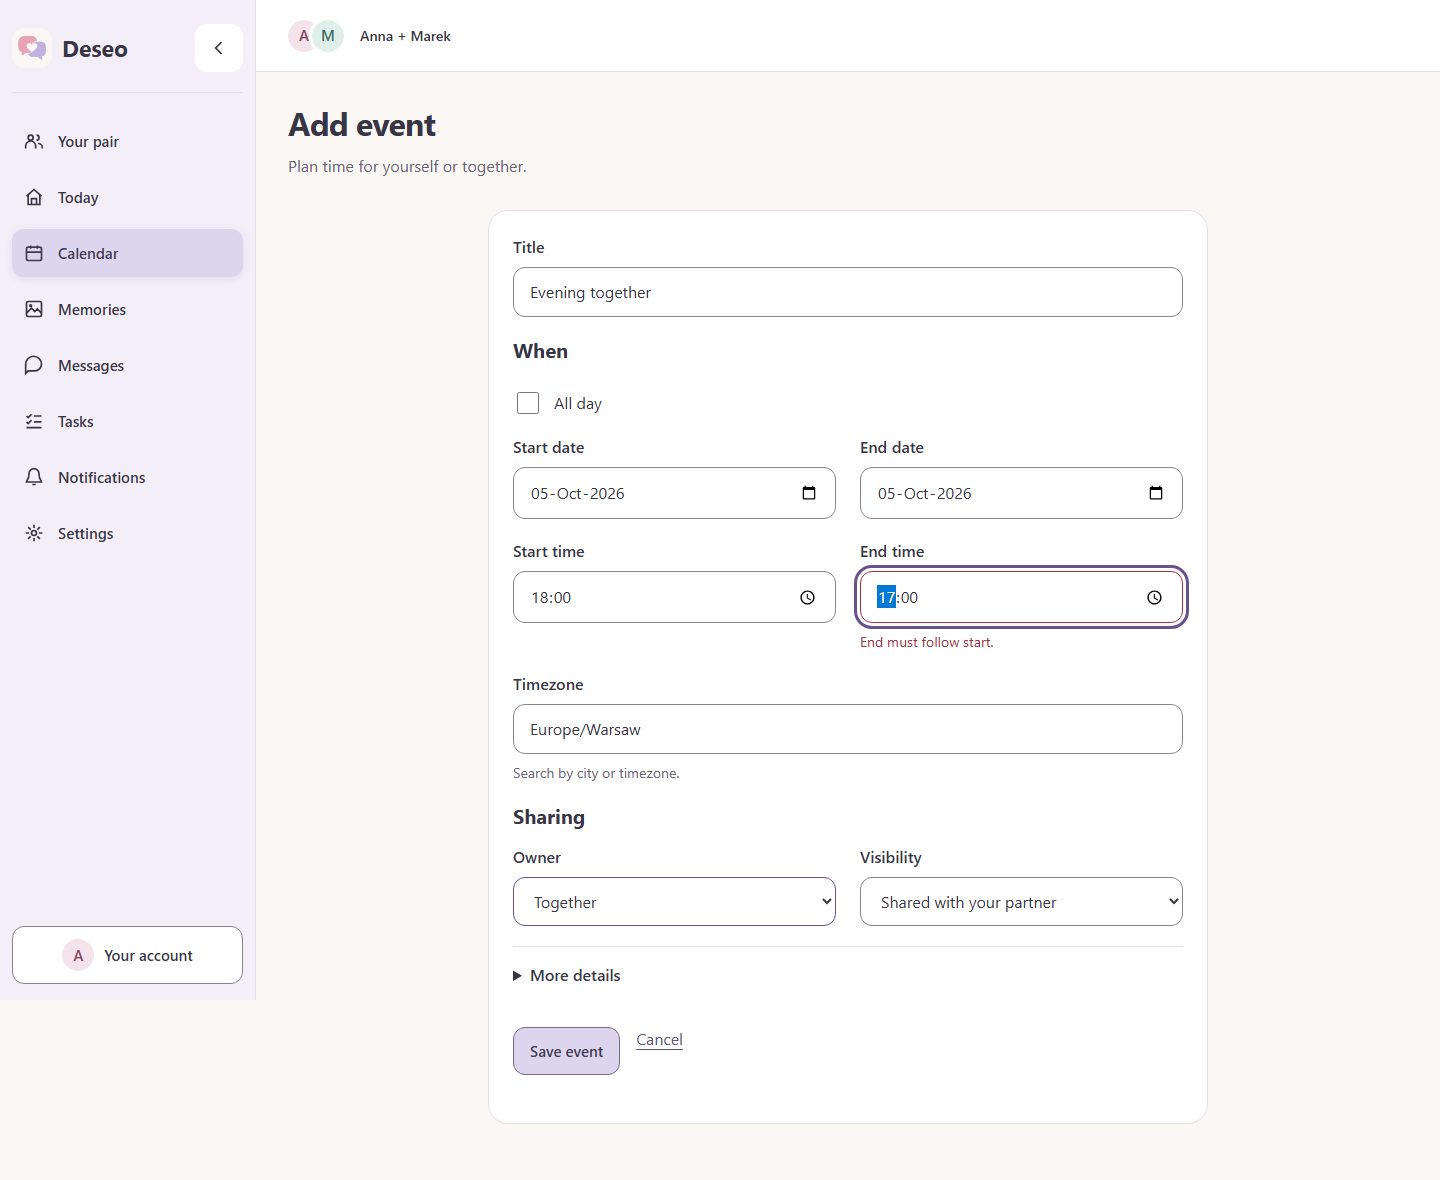 Deseo
A M Anna + Marek
Your pair
Today
Calendar
Memories
Messages
Tasks
Notifications
Settings
A Your account
Add event
Plan time for yourself or together.
Title
Evening together
When
All day
Start date End date
05-Oct-2026 05-Oct-2026
Start time End time
18:00 17:00
End must follow start.
Timezone
Europe/Warsaw
Search by city or timezone.
Sharing
Owner Visibility
Together Shared with your partner
More details
Save event Cancel